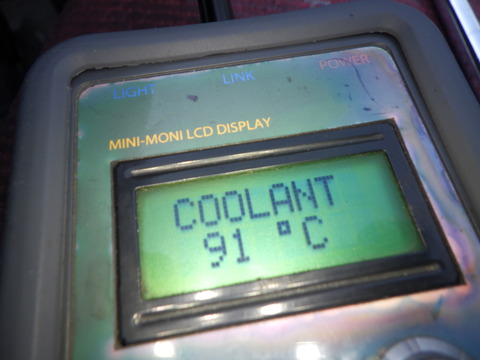 LIGHT LINK POWER
MINI-MONI LCD DISPLAY
COOLANT
91 °C